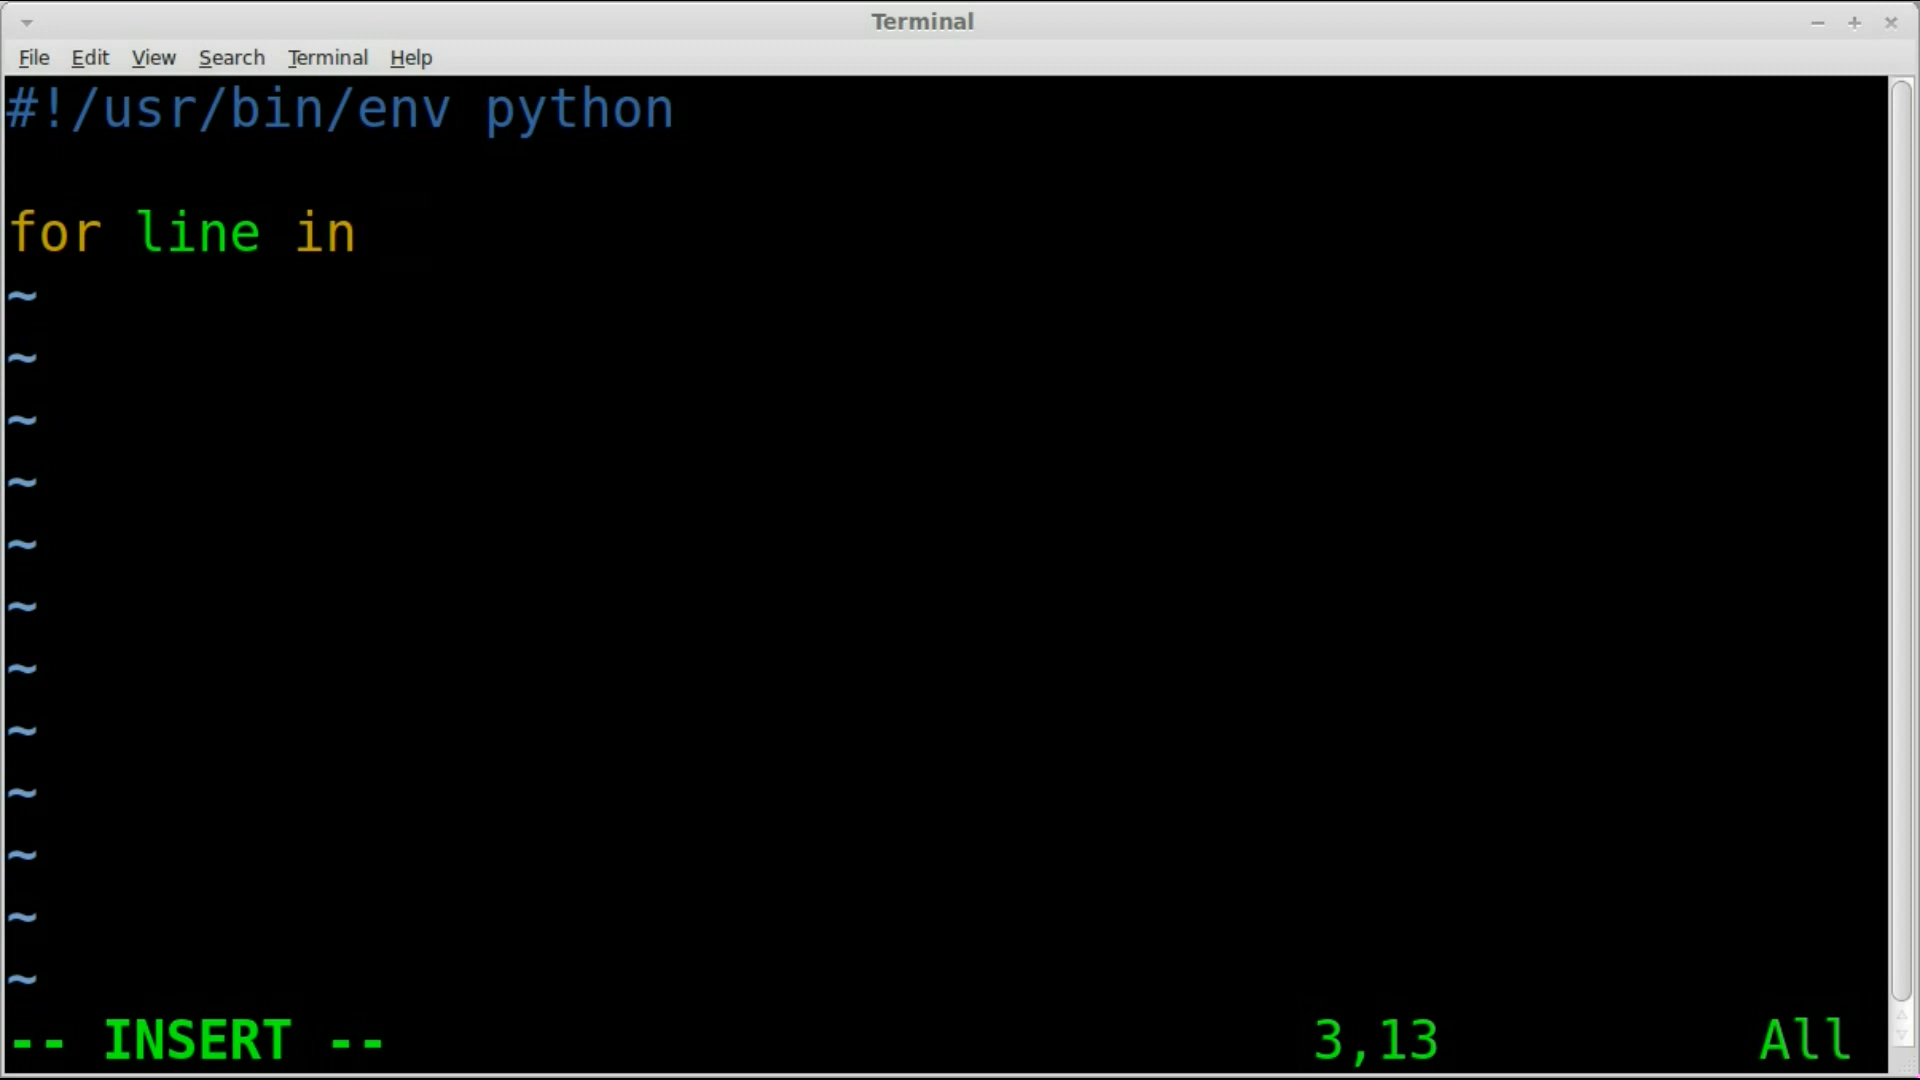 Terminal
File Edit View Search Terminal Help
#!/usr/bin/env python
for line in
~
~
~
~
~
~
~
~
~
~
~
~
-- INSERT -- 3,13 All